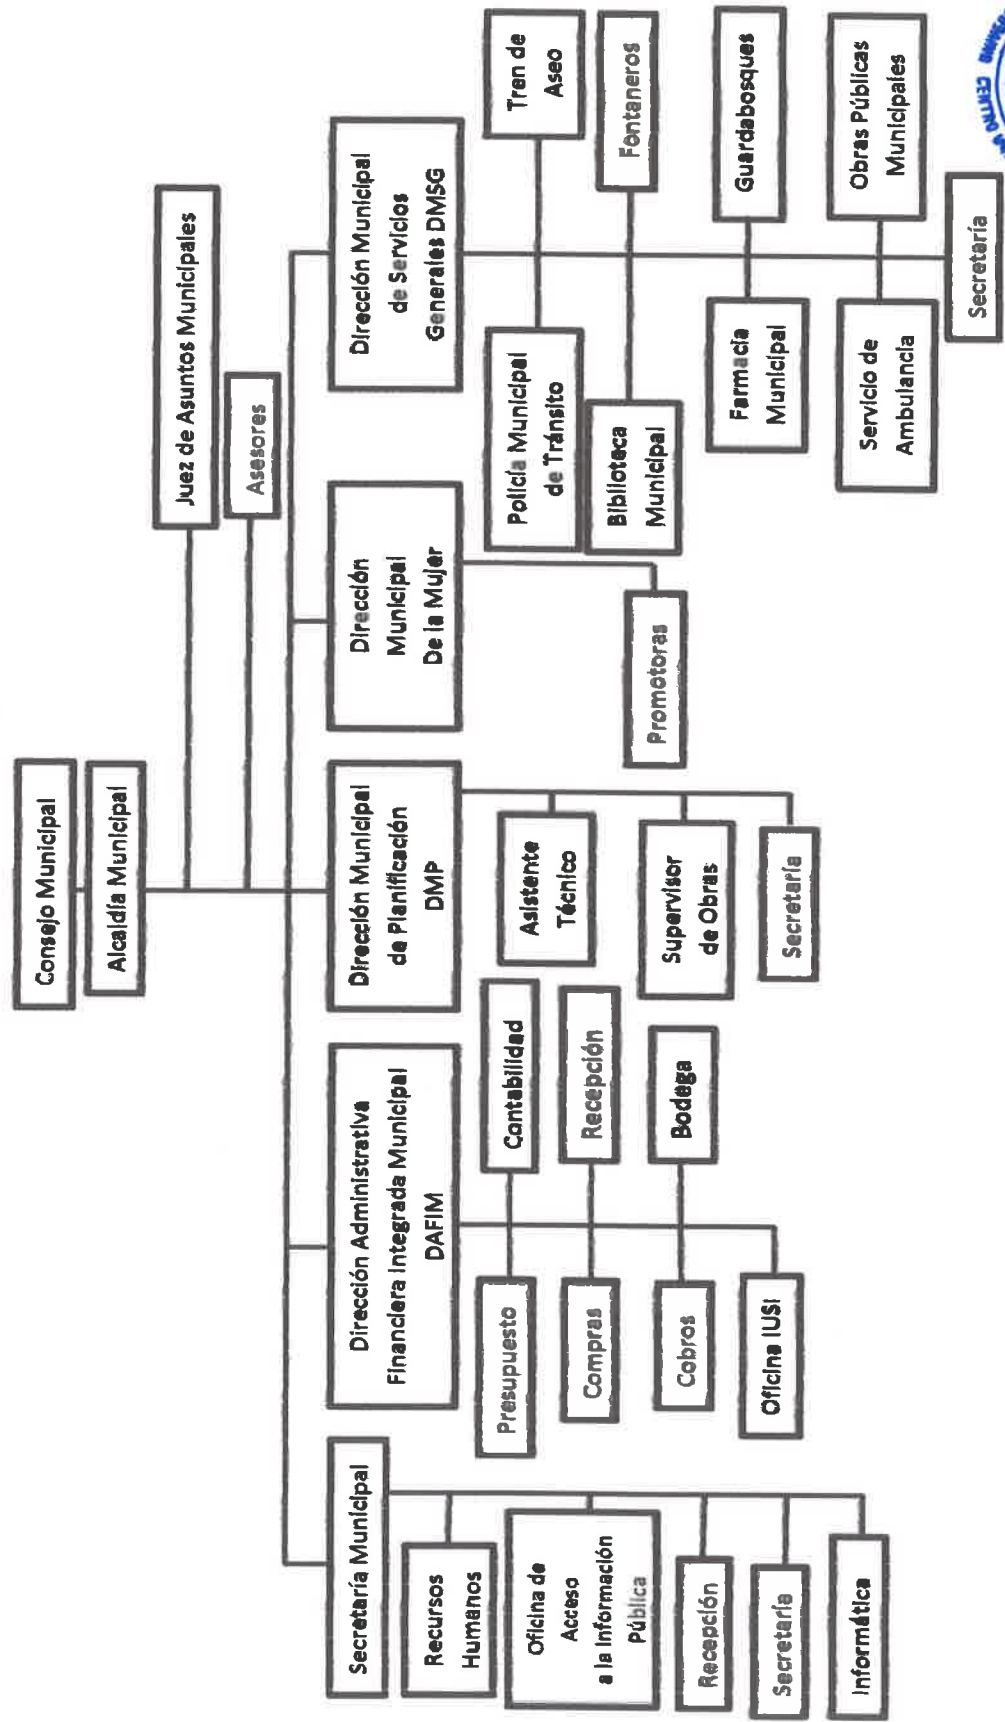 Consejo Municipal
Alcaldía Municipal
Juez de Asuntos Municipales
Asesores
Secretaría Municipal
Recursos
Humanos
Oficina de
Acceso
a la Información
Pública
Recepción
Secretaria
Informática
Dirección Administrativa
Financiera Integrada Municipal
DAFIM
Presupuesto
Contabilidad
Compras
Recepción
Cobros
Bodega
Oficina IUSI
Dirección Municipal
de Planificación
DMP
Asistente
Técnico
Supervisor
de Obras
Secretaria
Dirección
Municipal
De la Mujer
Promotoras
Dirección Municipal
de Servicios
Generales DMSG
Policía Municipal
de Tránsito
Tren de
Aseo
Biblioteca
Municipal
Fontaneros
Farmacia
Municipal
Guardabosques
Servicio de
Ambulancia
Obras Públicas
Municipales
Secretaría
CENTRO